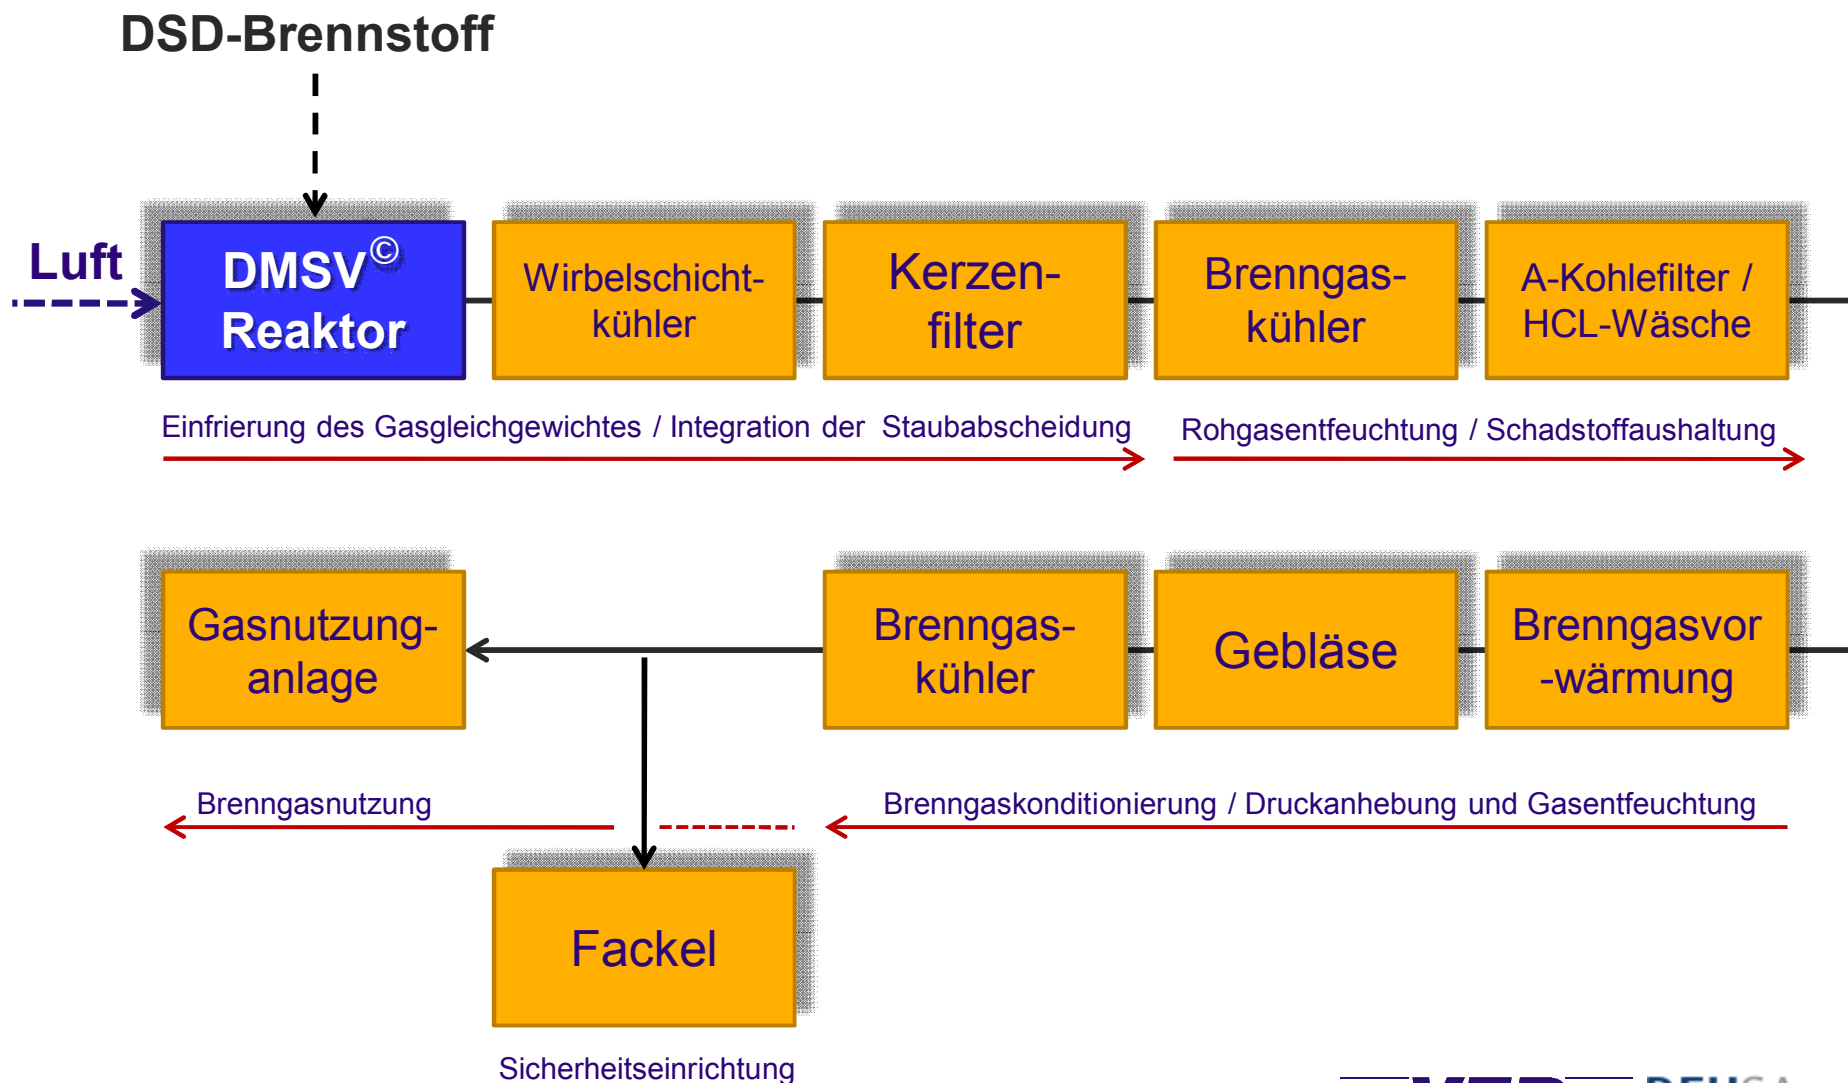 DSD-Brennstoff
Luft
DMSV©
Reaktor
Wirbelschicht-
kühler
Kerzen-
filter
Brenngas-
kühler
A-Kohlefilter /
HCL-Wäsche
Einfrierung des Gasgleichgewichtes / Integration der Staubabscheidung
Rohgasentfeuchtung / Schadstoffaushaltung
Gasnutzung-
anlage
Brenngas-
kühler
Gebläse
Brenngasvor
-wärmung
Brenngasnutzung
Brenngaskonditionierung / Druckanhebung und Gasentfeuchtung
Fackel
Sicherheitseinrichtung